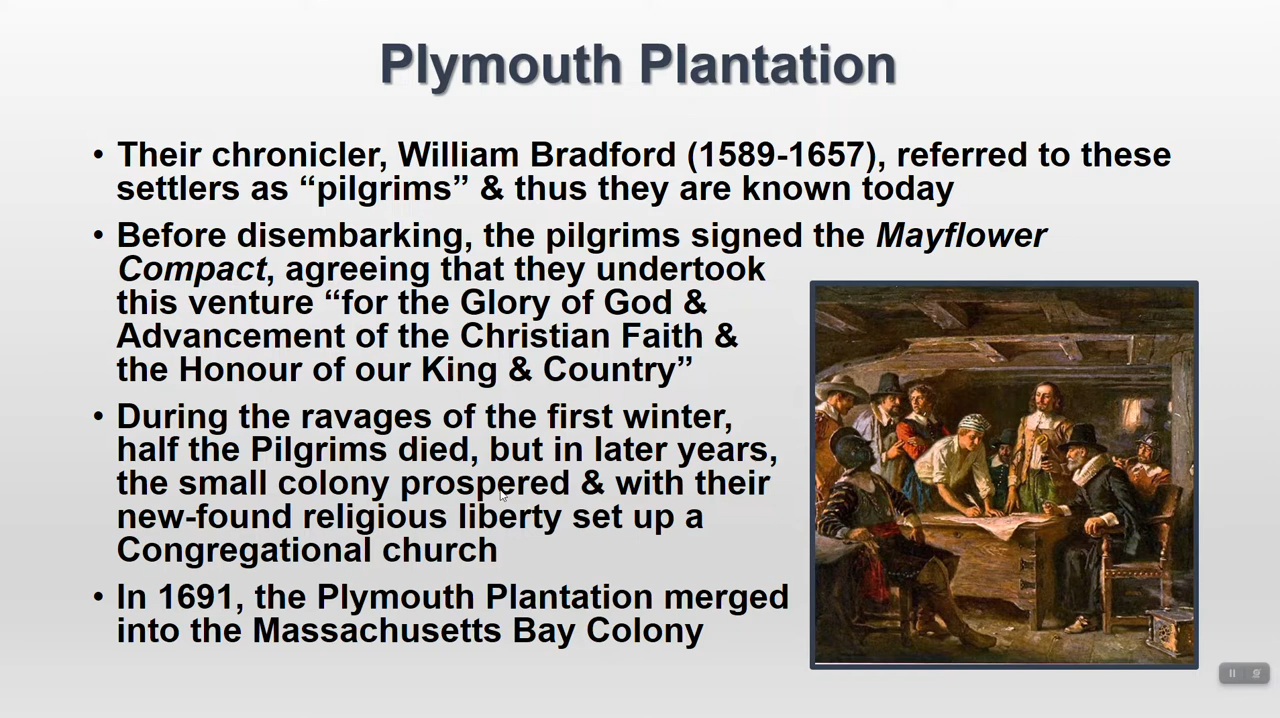 Plymouth Plantation
• Their chronicler, William Bradford (1589-1657), referred to these
settlers as “pilgrims” & thus they are known today
• Before disembarking, the pilgrims signed the Mayflower
Compact, agreeing that they undertook
this venture “for the Glory of God &
Advancement of the Christian Faith &
the Honour of our King & Country”
• During the ravages of the first winter,
half the Pilgrims died, but in later years,
the small colony prospered & with their
new-found religious liberty set up a
Congregational church
• In 1691, the Plymouth Plantation merged
into the Massachusetts Bay Colony